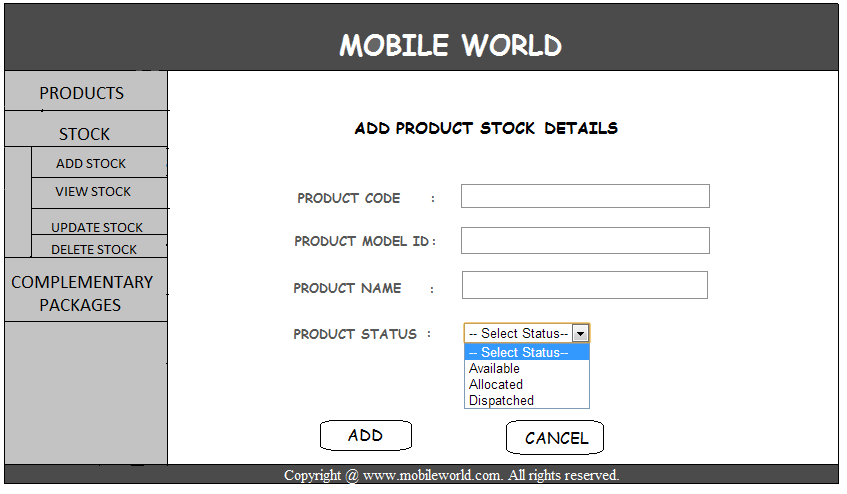 MOBILE WORLD
PRODUCTS
STOCK
ADD STOCK
VIEW STOCK
UPDATE STOCK
DELETE STOCK
COMPLEMENTARY
PACKAGES
ADD PRODUCT STOCK DETAILS
PRODUCT CODE :
PRODUCT MODEL ID :
PRODUCT NAME :
PRODUCT STATUS : -- Select Status--
-- Select Status--
Available
Allocated
Dispatched
ADD CANCEL
Copyright @ www.mobileworld.com. All rights reserved.